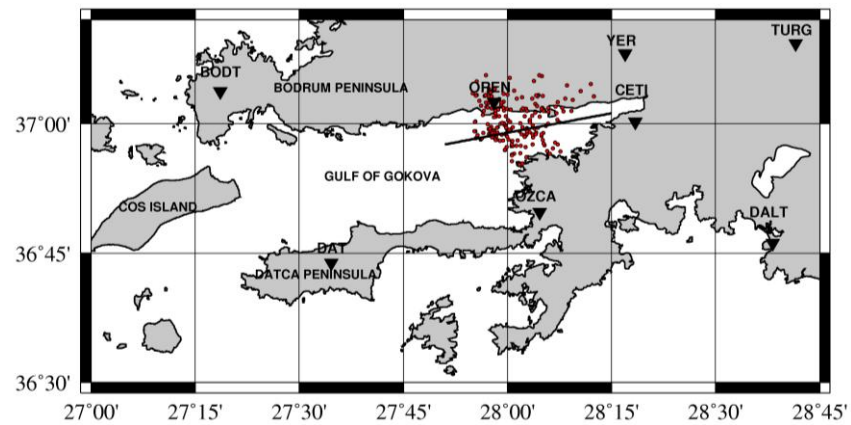 TURG
YER
BODT
OREN
BODRUM PENINSULA
CETI
37°00'
GULF OF GOKOVA
OZCA
COS ISLAND
DALT
DAT
36°45'
DATCA PENINSULA
36°30'
27°00' 27°15' 27°30' 27°45' 28°00' 28°15' 28°30' 28°45'